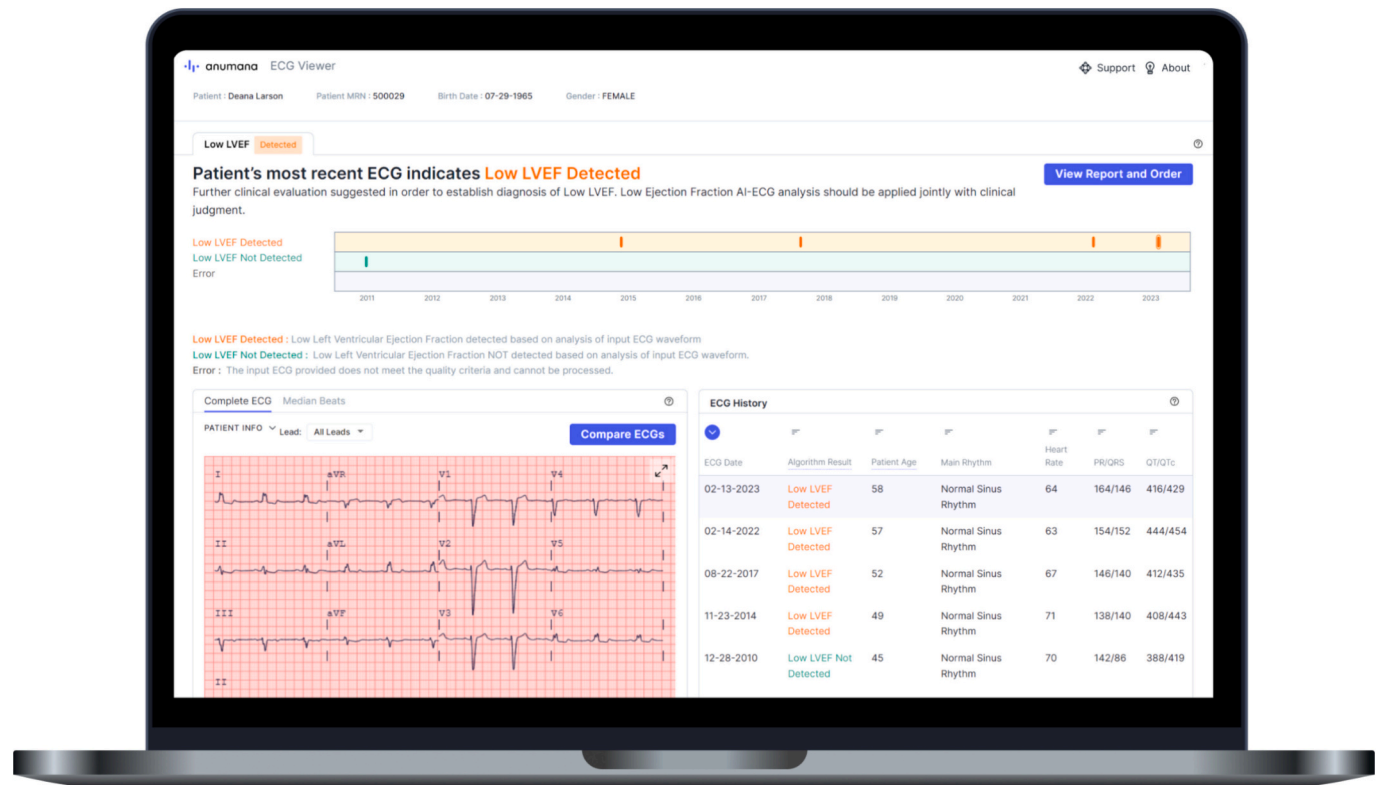 anumana ECG Viewer
Support About
Patient : Deana Larson Patient MRN : 500029 Birth Date : 07-29-1965 Gender : FEMALE
Low LVEF Detected
Patient's most recent ECG indicates Low LVEF Detected
View Report and Order
Further clinical evaluation suggested in order to establish diagnosis of Low LVEF. Low Ejection Fraction AI-ECG analysis should be applied jointly with clinical
judgment.
Low LVEF Detected
Low LVEF Not Detected
Error
2011 2012 2013 2014 2015 2016 2017 2018 2019 2020 2021 2022 2023
Low LVEF Detected : Low Left Ventricular Ejection Fraction detected based on analysis of input ECG waveform
Low LVEF Not Detected : Low Left Ventricular Ejection Fraction NOT detected based on analysis of input ECG waveform.
Error : The input ECG provided does not meet the quality criteria and cannot be processed.
Complete ECG Median Beats
PATIENT INFO Lead: All Leads
Compare ECGs
I aVR V1 V4
II aVL V2 V5
III aVF V3 V6
II
ECG History
Heart
ECG Date Algorithm Result Patient Age Main Rhythm Rate PR/QRS QT/QTc
02-13-2023 Low LVEF 58 Normal Sinus 64 164/146 416/429
Detected Rhythm
02-14-2022 Low LVEF 57 Normal Sinus 63 154/152 444/454
Detected Rhythm
08-22-2017 Low LVEF 52 Normal Sinus 67 146/140 412/435
Detected Rhythm
11-23-2014 Low LVEF 49 Normal Sinus 71 138/140 408/443
Detected Rhythm
12-28-2010 Low LVEF Not 45 Normal Sinus 70 142/86 388/419
Detected Rhythm